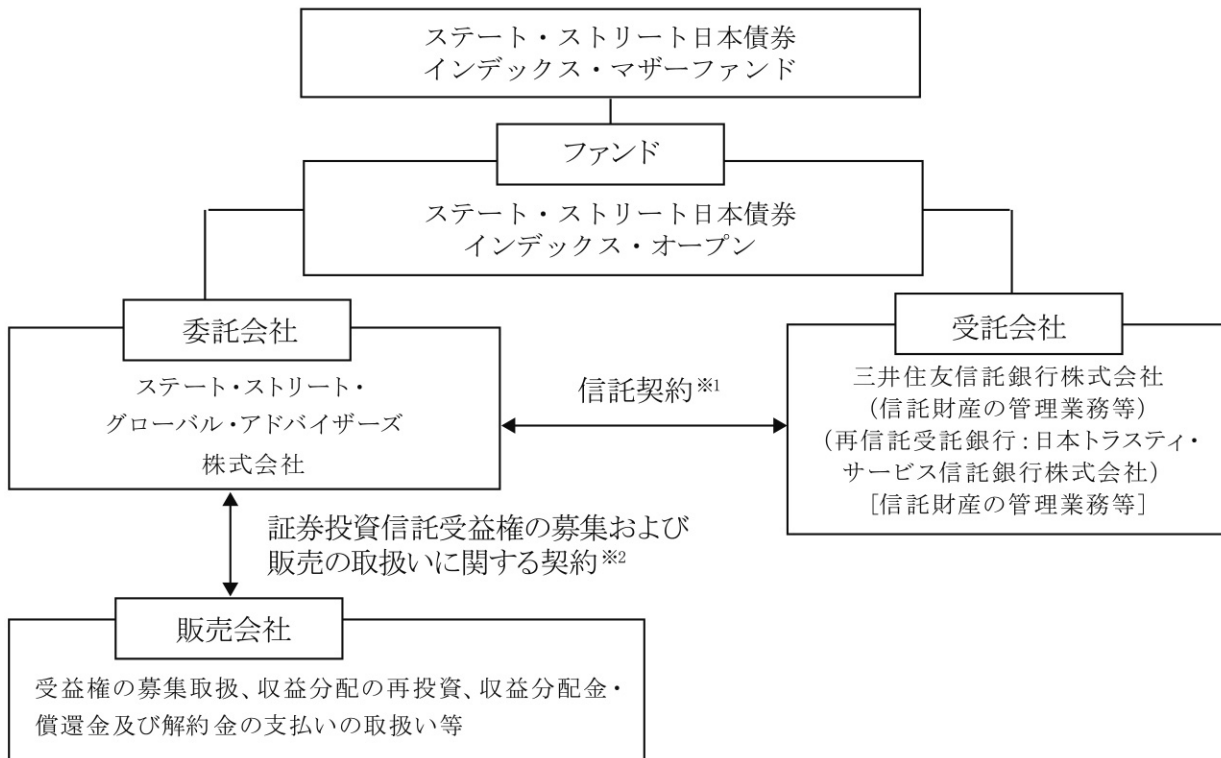 ステート・ストリート日本債券
インデックス・マザーファンド
ファンド
ステート・ストリート日本債券
インデックス・オープン
委託会社
ステート・ストリート・
グローバル・アドバイザーズ
株式会社
信託契約※1
受託会社
三井住友信託銀行株式会社
(信託財産の管理業務等)
(再信託受託銀行:日本トラスティ・
サービス信託銀行株式会社)
[信託財産の管理業務等]
証券投資信託受益権の募集および
販売の取扱いに関する契約※2
販売会社
受益権の募集取扱、収益分配の再投資、収益分配金・
償還金及び解約金の支払いの取扱い等